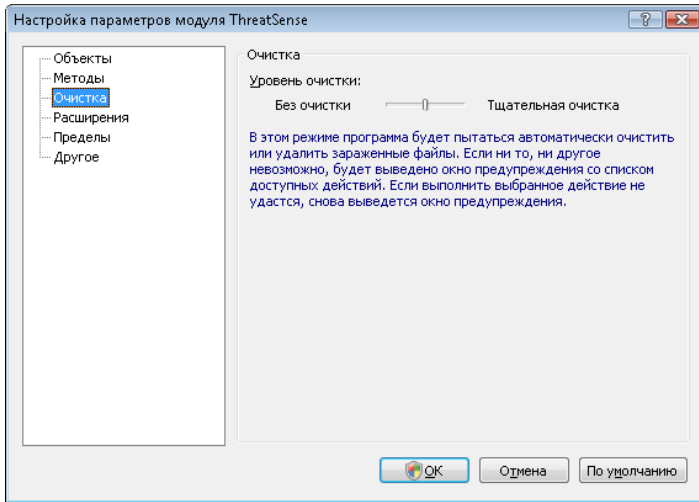 Настройка параметров модуля ThreatSense
Объекты
Методы
Очистка
Расширения
Пределы
Другое
Очистка
Уровень очистки:
Без очистки
Тщательная очистка
В этом режиме программа будет пытаться автоматически очистить
или удалить зараженные файлы. Если ни то, ни другое
невозможно, будет выведено окно предупреждения со списком
доступных действий. Если выполнить выбранное действие не
удастся, снова выведется окно предупреждения.
OK
Отмена
По умолчанию